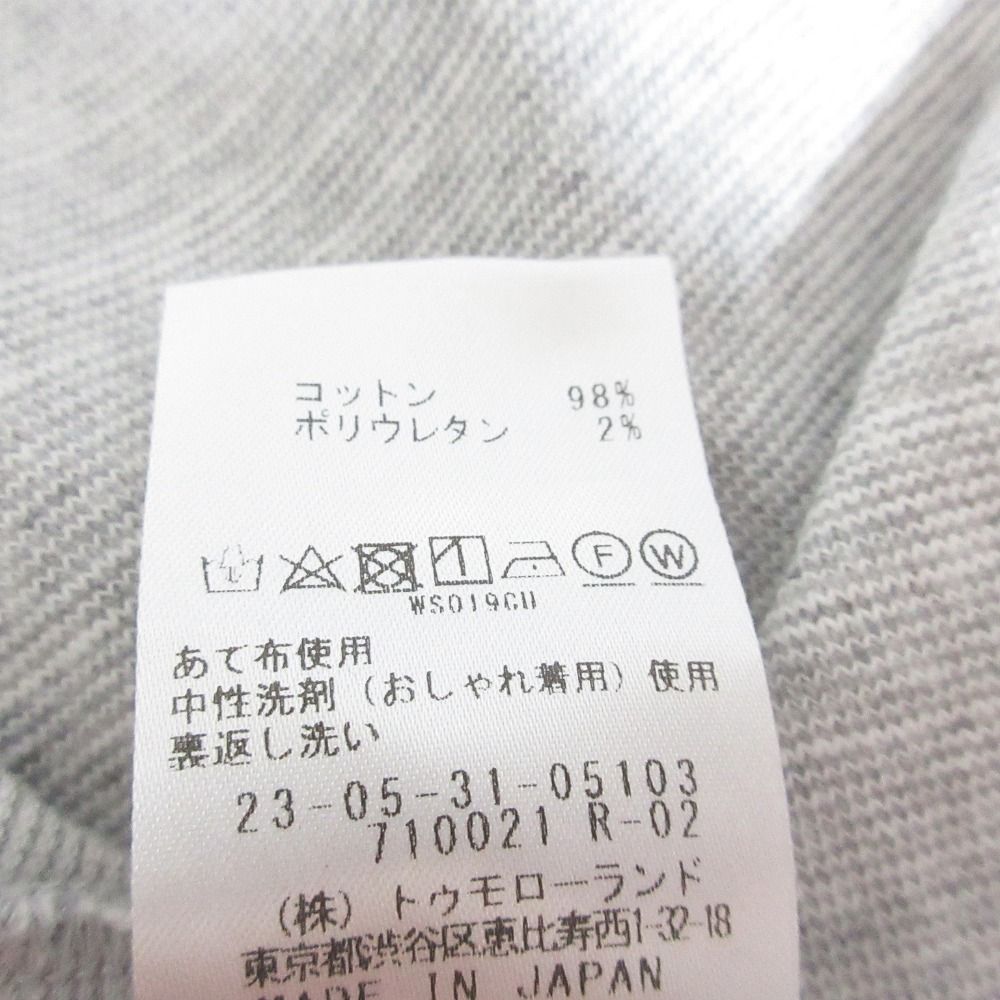 コットン 98%
ポリウレタン 2%
F W
WS019CU
あて布使用
中性洗剤（おしゃれ着用）使用
裏返し洗い
23-05-31-05103
710021 R-02
（株）トゥモローランド
東京都渋谷区恵比寿西1-32-18
MADE IN JAPAN